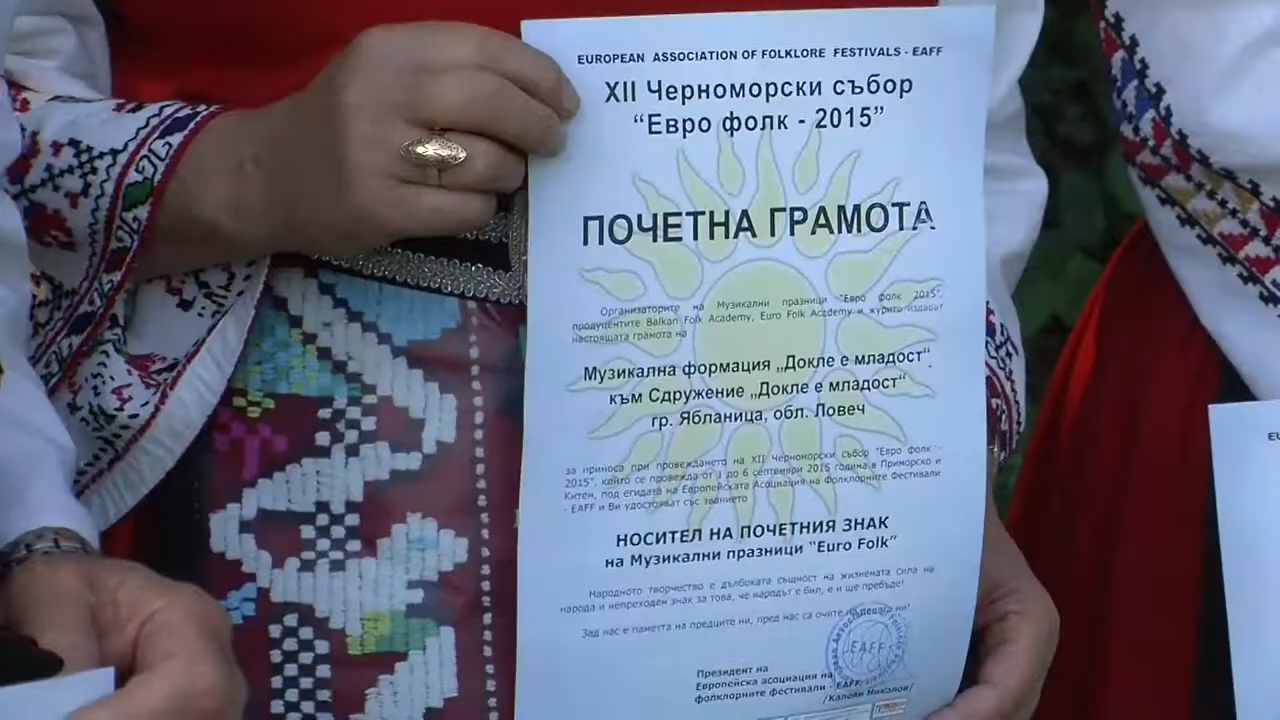 EUROPEAN ASSOCIATION OF FOLKLORE FESTIVALS - EAFF
XII Черноморски събор
“Евро фолк - 2015”
ПОЧЕТНА ГРАМОТА
Организаторите на Музикални празници "Евро фолк 2015",
продуцентите Balkan Folk Academy, Euro Folk Academy и журито издават
настоящата грамота на
Музикална формация „Докле е младост“
към Сдружение „Докле е младост“
гр. Ябланица, обл. Ловеч
за приноса при провеждането на XII Черноморски събор "Евро фолк -
2015", който се провежда от 1 до 6 септември 2015 година в Приморско и
Китен, под егидата на Европейската Асоциация на Фолклорните Фестивали
- EAFF и Ви удостояват със званието
НОСИТЕЛ НА ПОЧЕТНИЯ ЗНАК
на Музикални празници “Euro Folk”
Народното творчество е дълбоката същност на жизнената сила на
народа и непреходен знак за това, че народът е бил, е и ще пребъде!
Зад нас е паметта на предците ни, пред нас са очите на децата ни!
EAFF
Президент на
Европейска асоциация на
фолклорните фестивали - EAFF
/Калоян Николов/